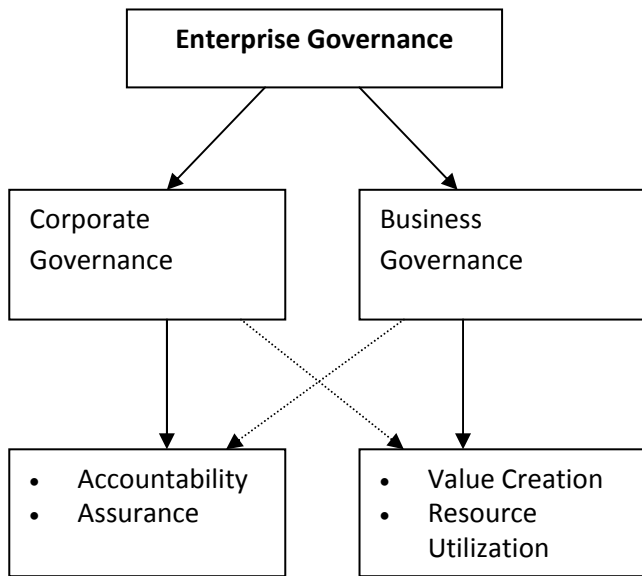 Enterprise Governance
Corporate
Governance
Business
Governance
• Accountability
• Assurance
• Value Creation
• Resource
Utilization